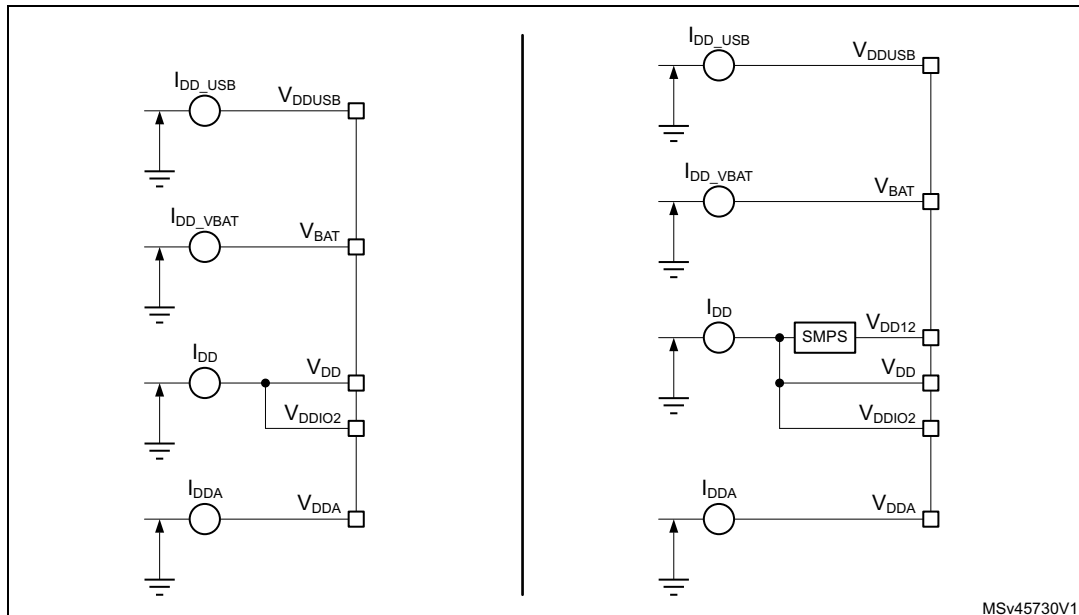 I_DD_USB
V_DDUSB
I_DD_VBAT
V_BAT
I_DD
V_DD
V_DDIO2
I_DDA
V_DDA
I_DD_USB
V_DDUSB
I_DD_VBAT
V_BAT
I_DD
SMPS
V_DD12
V_DD
V_DDIO2
I_DDA
V_DDA
MSv45730V1